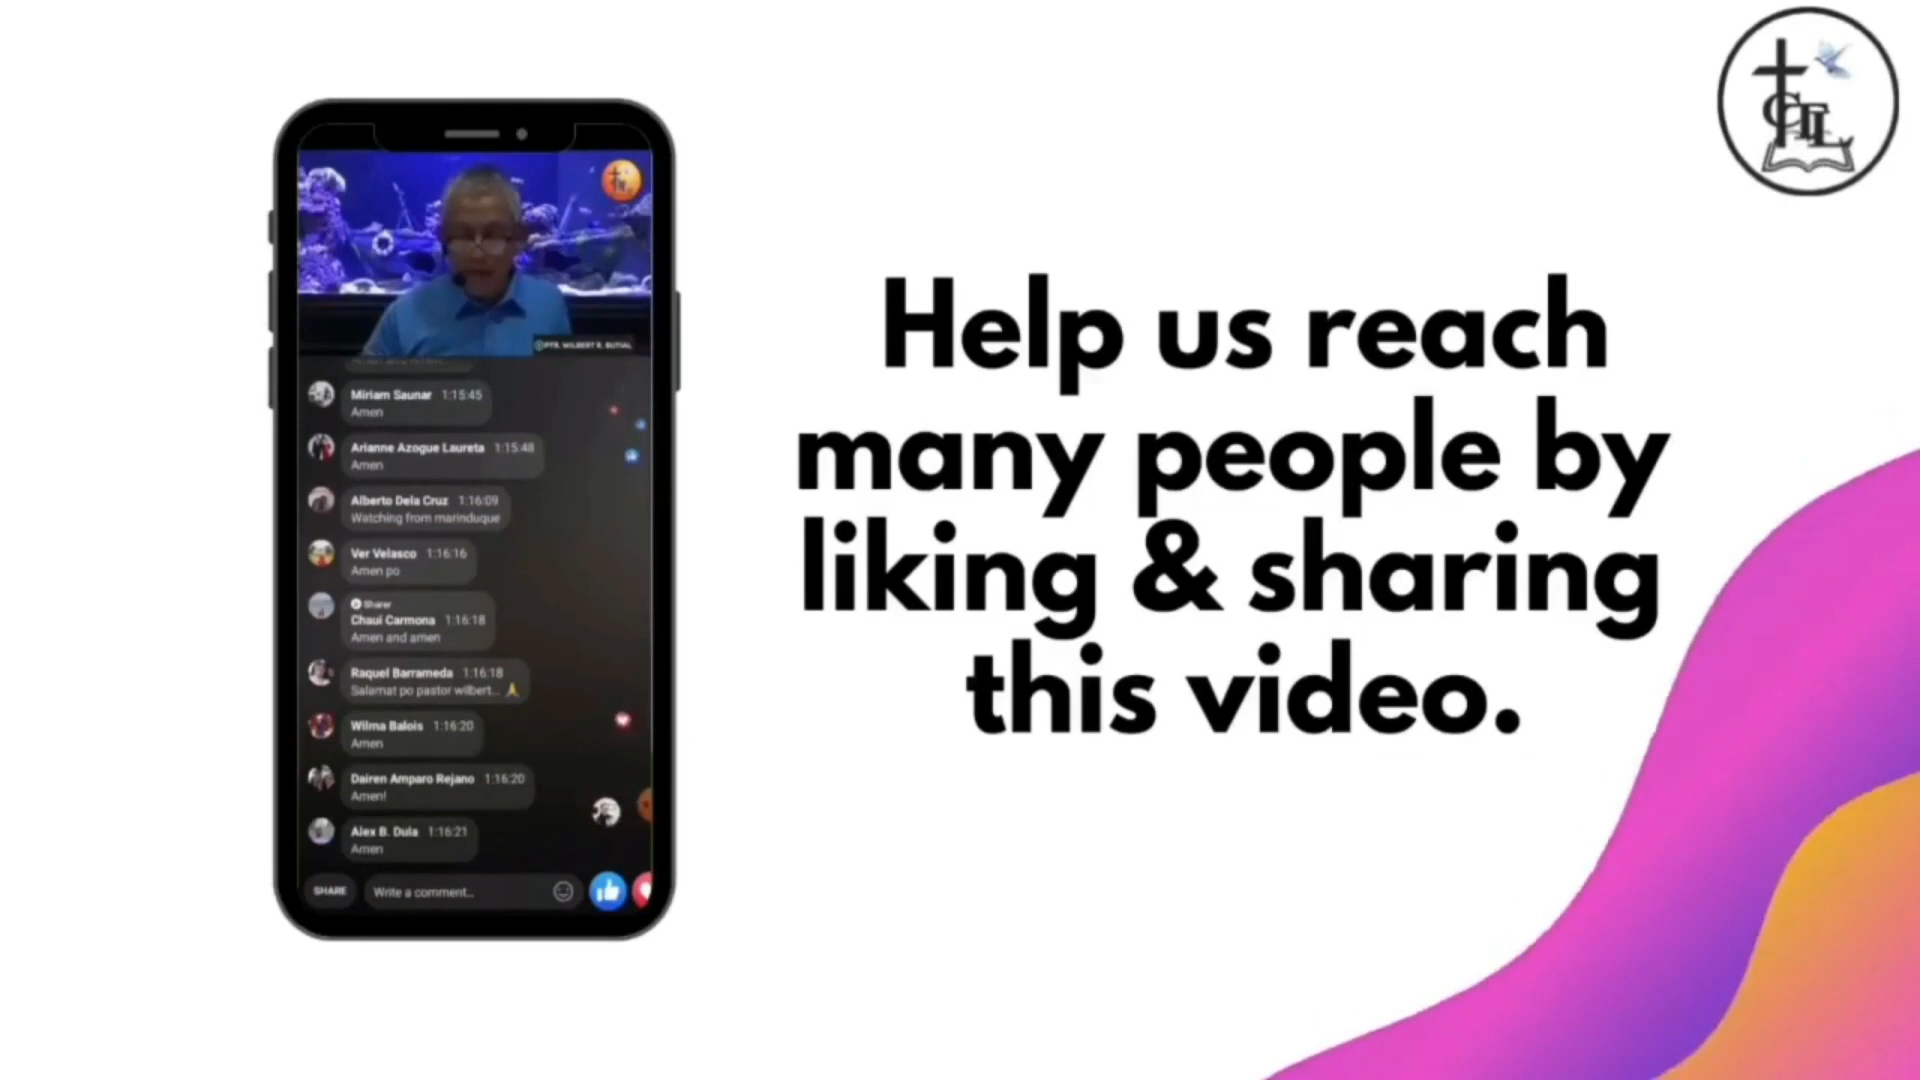 CTL
PTR. WILBERT R. BUTIAL
Miriam Saunar 1:15:45
Amen
Arianne Azogue Laureta 1:15:48
Amen
Alberto Dela Cruz 1:16:09
Watching from marinduque
Ver Velasco 1:16:16
Amen po
Sharer
Chaui Carmona 1:16:18
Amen and amen
Raquel Barrameda 1:16:18
Salamat po pastor wilbert... 🙏
Wilma Balois 1:16:20
Amen
Dairen Amparo Rejano 1:16:20
Amen!
Alex B. Dula 1:16:21
Amen
SHARE Write a comment...
Help us reach
many people by
liking & sharing
this video.